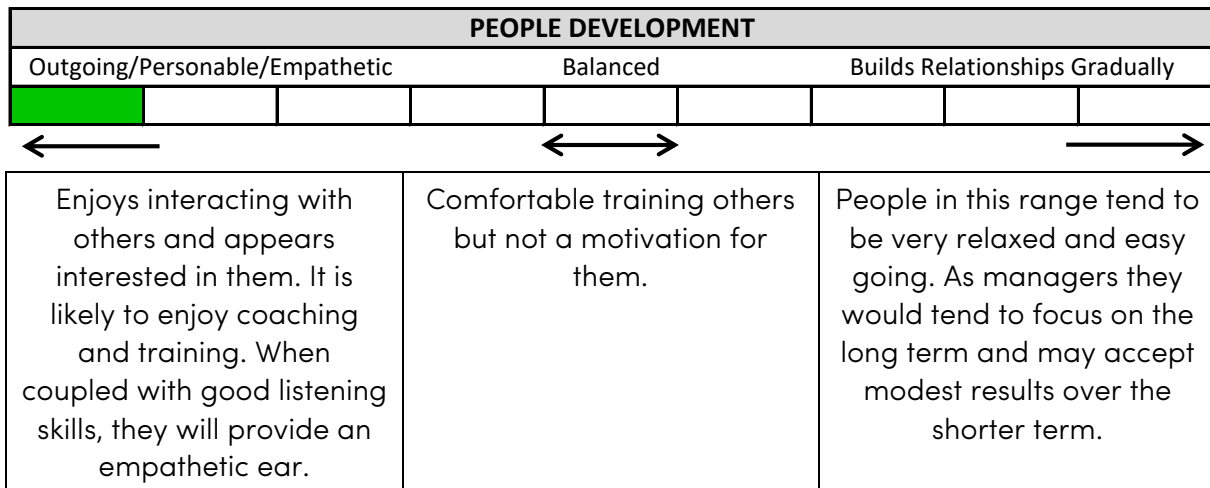 PEOPLE DEVELOPMENT
Outgoing/Personable/Empathetic Balanced Builds Relationships Gradually
Enjoys interacting with
others and appears
interested in them. It is
likely to enjoy coaching
and training. When
coupled with good listening
skills, they will provide an
empathetic ear.
Comfortable training others
but not a motivation for
them.
People in this range tend to
be very relaxed and easy
going. As managers they
would tend to focus on the
long term and may accept
modest results over the
shorter term.